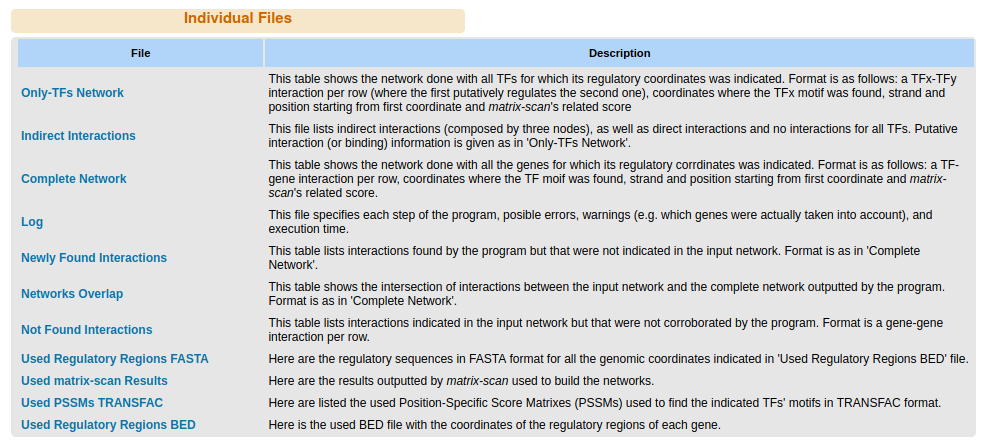 Individual Files
File Description
Only-TFs Network
This table shows the network done with all TFs for which its regulatory coordinates was indicated. Format is as follows: a TFx-TFy
interaction per row (where the first putatively regulates the second one), coordinates where the TFx motif was found, strand and
position starting from first coordinate and matrix-scan's related score
Indirect Interactions
This file lists indirect interactions (composed by three nodes), as well as direct interactions and no interactions for all TFs. Putative
interaction (or binding) information is given as in 'Only-TFs Network'.
Complete Network
This table shows the network done with all the genes for which its regulatory corrdinates was indicated. Format is as follows: a TF-
gene interaction per row, coordinates where the TF moif was found, strand and position starting from first coordinate and matrix-
scan's related score.
Log
This file specifies each step of the program, posible errors, warnings (e.g. which genes were actually taken into account), and
execution time.
Newly Found Interactions
This table lists interactions found by the program but that were not indicated in the input network. Format is as in 'Complete
Network'.
Networks Overlap
This table shows the intersection of interactions between the input network and the complete network outputted by the program.
Format is as in 'Complete Network'.
Not Found Interactions
This table lists interactions indicated in the input network but that were not corroborated by the program. Format is a gene-gene
interaction per row.
Used Regulatory Regions FASTA Here are the regulatory sequences in FASTA format for all the genomic coordinates indicated in 'Used Regulatory Regions BED' file.
Used matrix-scan Results Here are the results outputted by matrix-scan used to build the networks.
Used PSSMs TRANSFAC Here are listed the used Position-Specific Score Matrixes (PSSMs) used to find the indicated TFs' motifs in TRANSFAC formats.
Used Regulatory Regions BED Here is the used BED file with the coordinates of the regulatory regions of each gene.